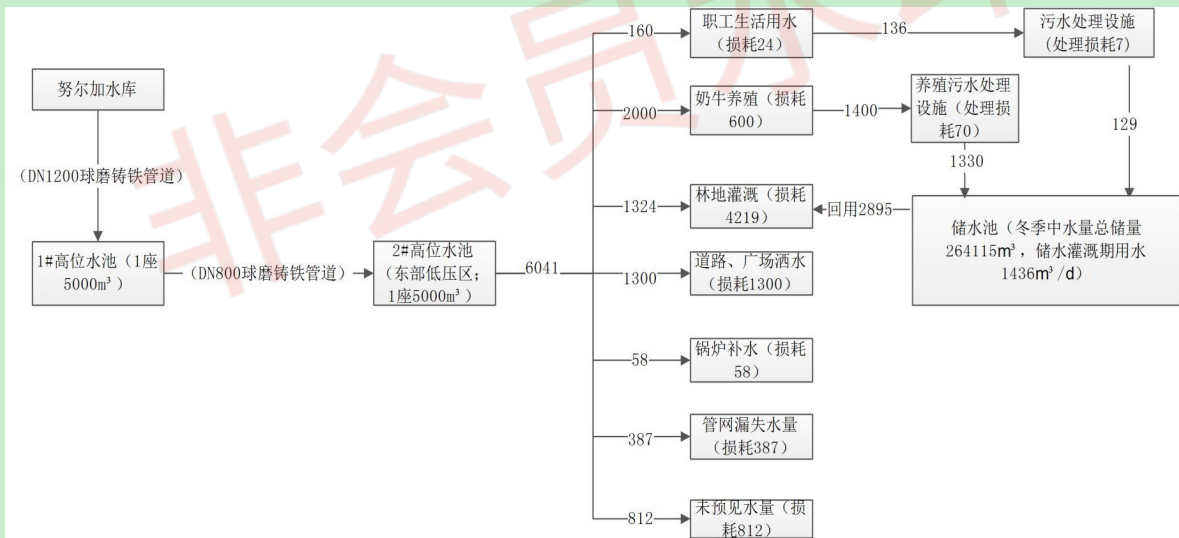 160
职工生活用水
（损耗24）
136
污水处理设施
（处理损耗7）
努尔加水库
2000
奶牛养殖（损耗
600）
1400
养殖污水处理
设施（处理损
耗70）
129
1330
（DN1200球磨铸铁管道）
1324
林地灌溉（损耗
4219）
回用2895
储水池（冬季中水量总储量
264115m³，储水灌溉期用水
1436m³/d）
1#高位水池（1座
5000m³）
（DN800球磨铸铁管道）
2#高位水池
（东部低压区；
1座5000m³）
6041
1300
道路、广场洒水
（损耗1300）
58
锅炉补水（损耗
58）
387
管网漏失水量
（损耗387）
812
未预见水量（损
耗812）
非会员水印